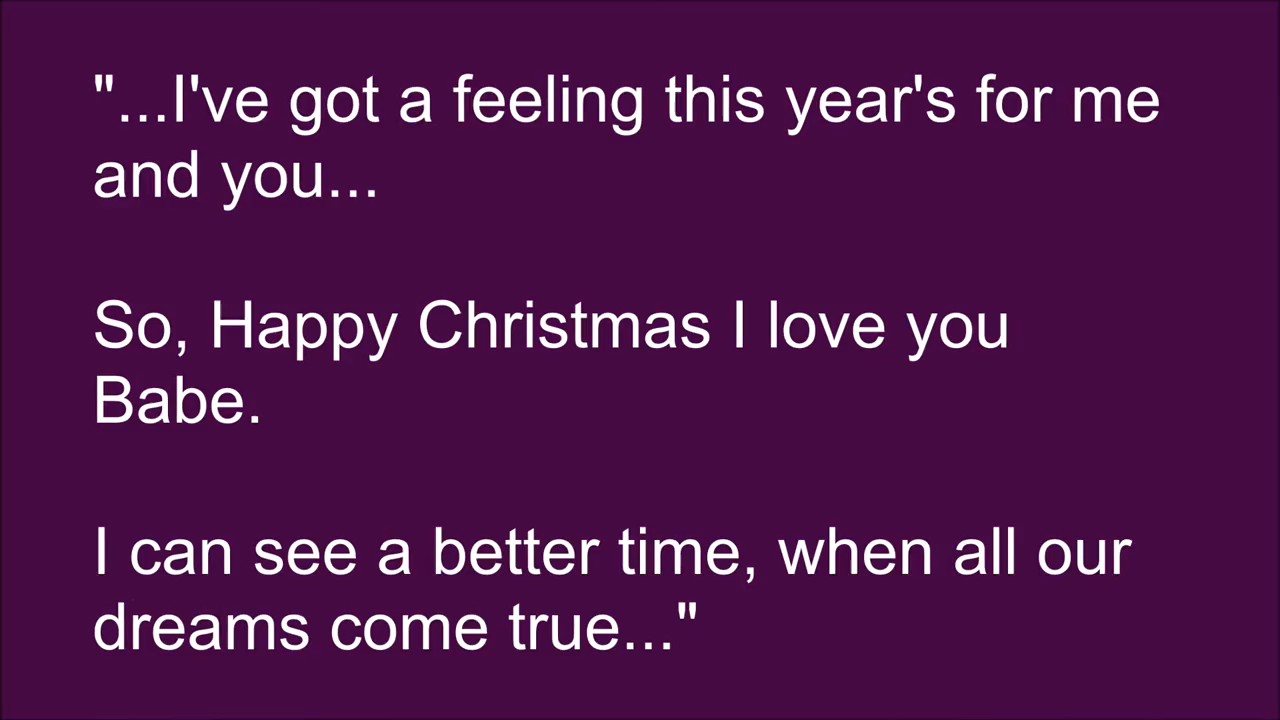 "...I've got a feeling this year's for me
and you...
So, Happy Christmas I love you
Babe.
I can see a better time, when all our
dreams come true..."